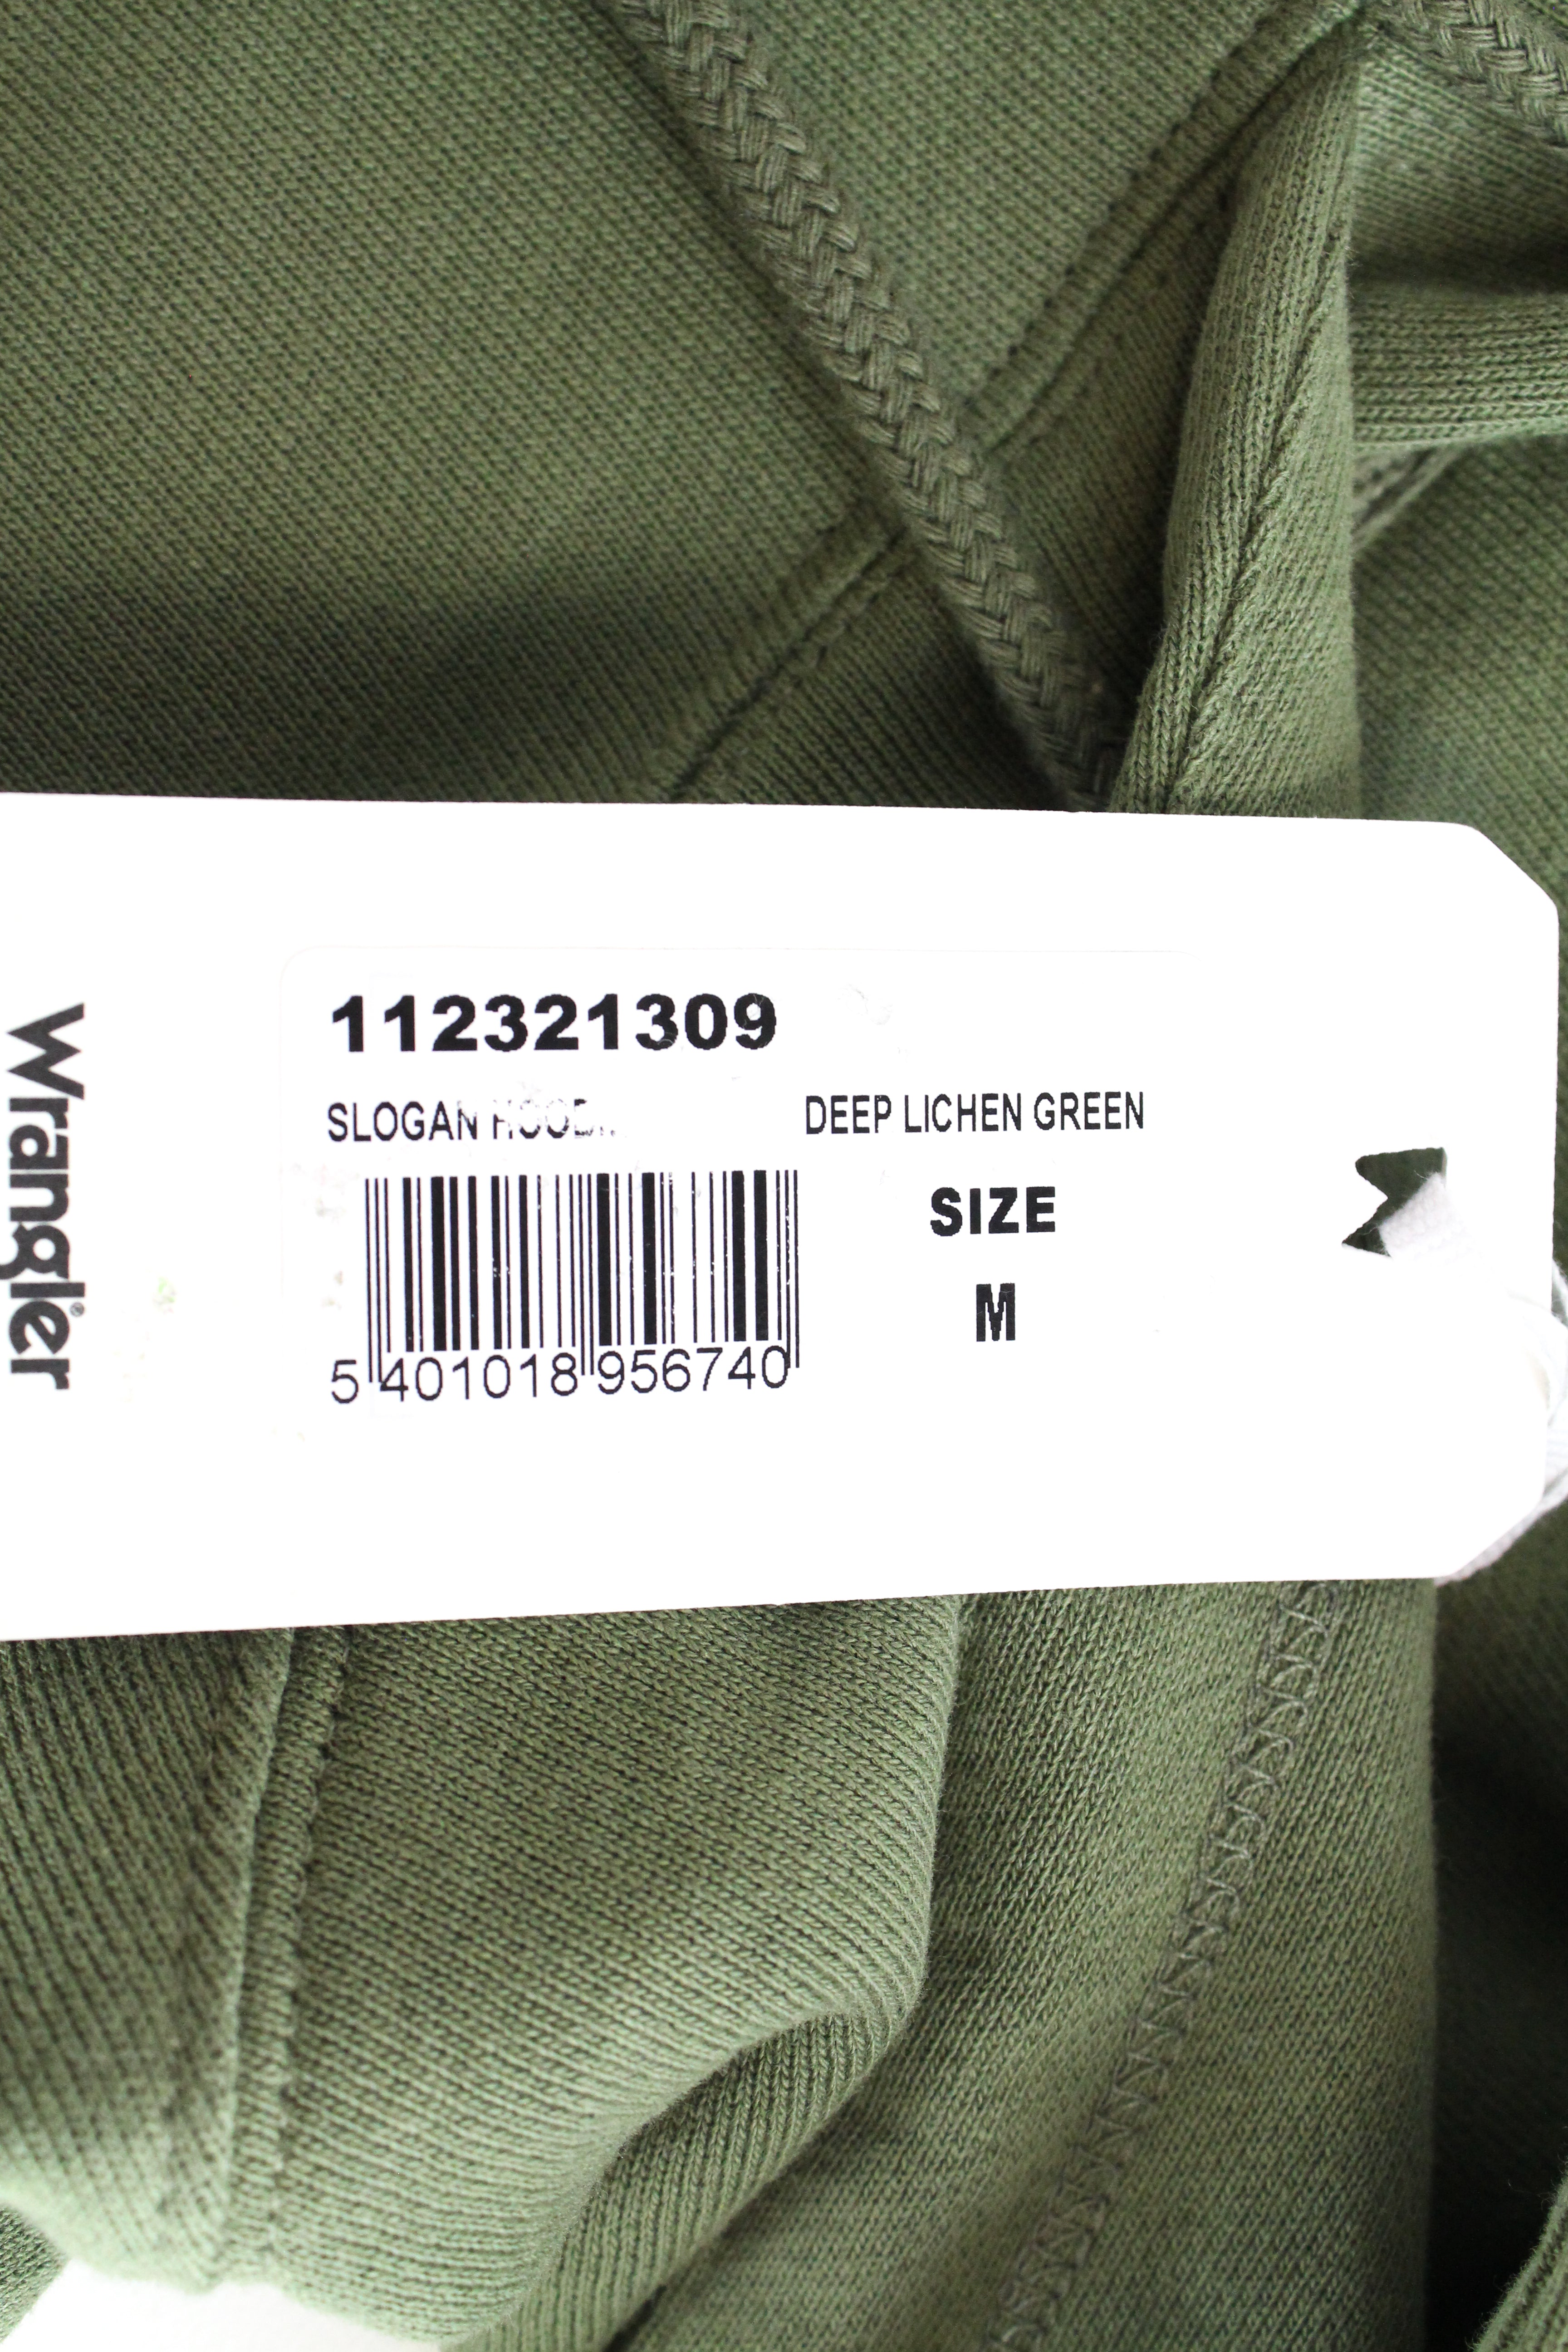 Wrangler®
112321309
SLOGAN DEEP LICHEN GREEN
SIZE
M
5 401018 956740